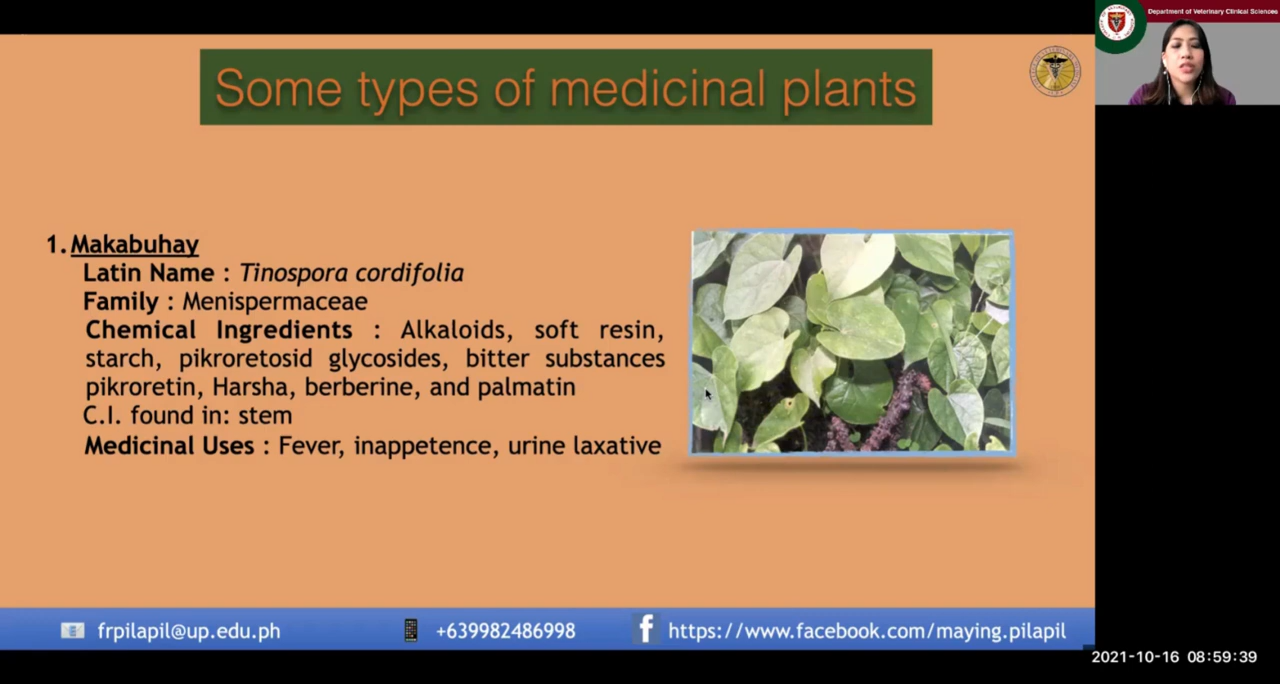 Department of Veterinary Clinical Sciences
Some types of medicinal plants
1. Makabuhay
Latin Name : Tinospora cordifolia
Family : Menispermaceae
Chemical Ingredients : Alkaloids, soft resin,
starch, pikroretosid glycosides, bitter substances
pikroretin, Harsha, berberine, and palmatin
C.I. found in: stem
Medicinal Uses : Fever, inappetence, urine laxative
frpilapil@up.edu.ph
+639982486998
https://www.facebook.com/maying.pilapil
2021-10-16 08:59:39